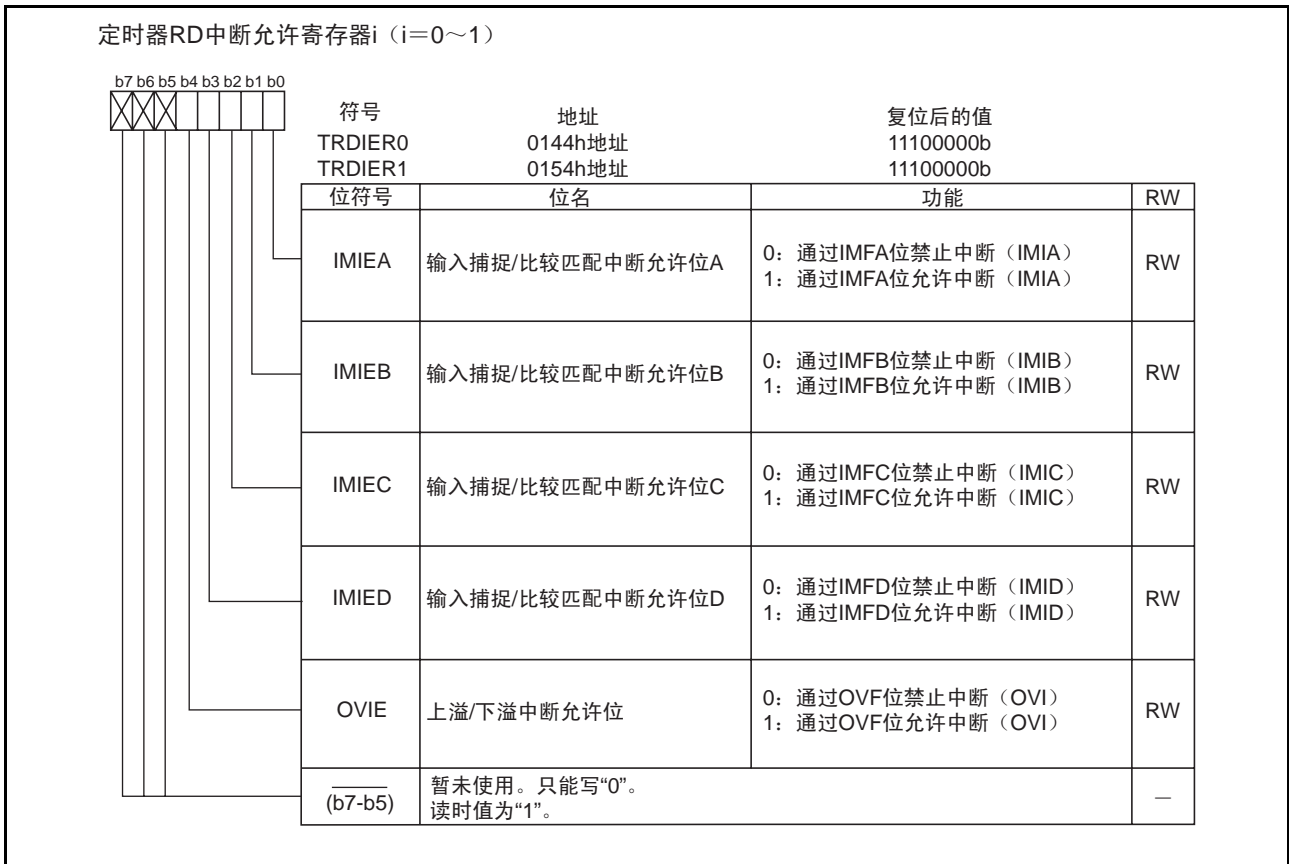 定时器RD中断允许寄存器i（i＝0～1）
b7 b6 b5 b4 b3 b2 b1 b0
符号 地址 复位后的值
TRDIER0 0144h地址 11100000b
TRDIER1 0154h地址 11100000b
位符号 位名 功能 RW
IMIEA 输入捕捉/比较匹配中断允许位A 0：通过IMFA位禁止中断（IMIA） RW
1：通过IMFA位允许中断（IMIA）
IMIEB 输入捕捉/比较匹配中断允许位B 0：通过IMFB位禁止中断（IMIB） RW
1：通过IMFB位允许中断（IMIB）
IMIEC 输入捕捉/比较匹配中断允许位C 0：通过IMFC位禁止中断（IMIC） RW
1：通过IMFC位允许中断（IMIC）
IMIED 输入捕捉/比较匹配中断允许位D 0：通过IMFD位禁止中断（IMID） RW
1：通过IMFD位允许中断（IMID）
OVIE 上溢/下溢中断允许位 0：通过OVF位禁止中断（OVI） RW
1：通过OVF位允许中断（OVI）
— (b7-b5) 暂未使用。只能写“0”。 —
读时值为“1”。